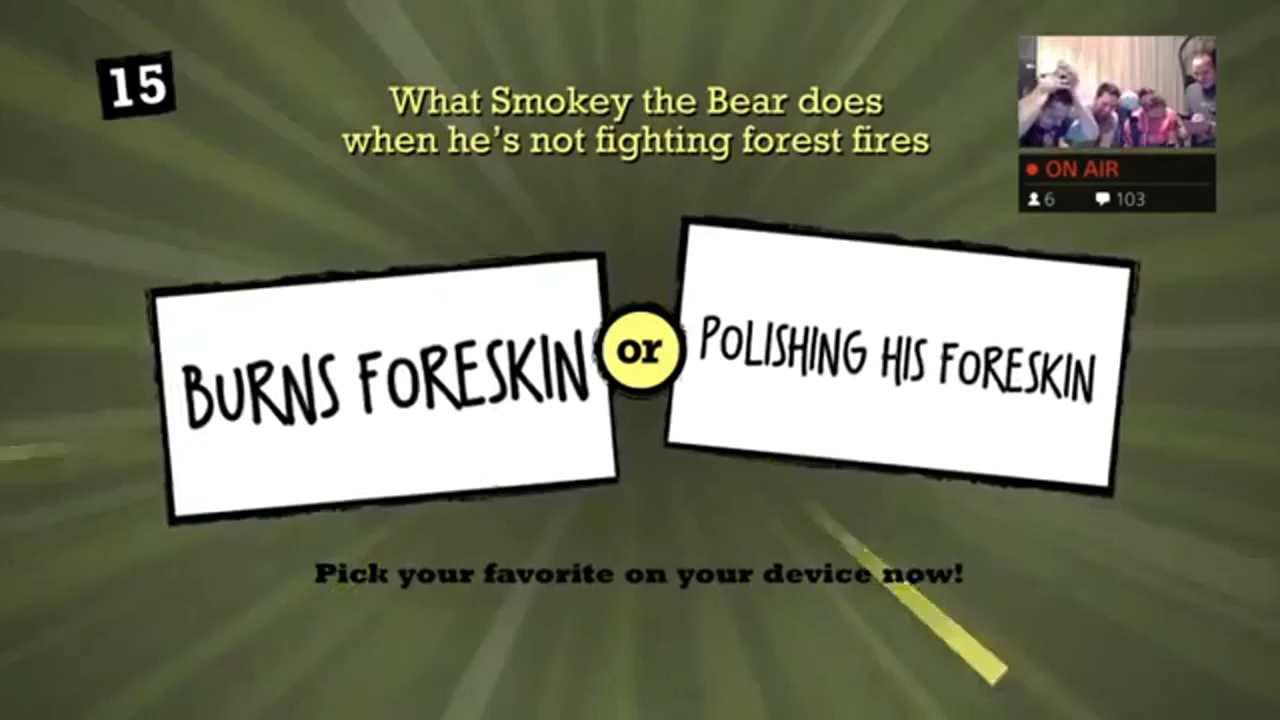 15
What Smokey the Bear does
when he's not fighting forest fires
ON AIR
6 103
BURNS FORESKIN
or
POLISHING HIS FORESKIN
Pick your favorite on your device now!